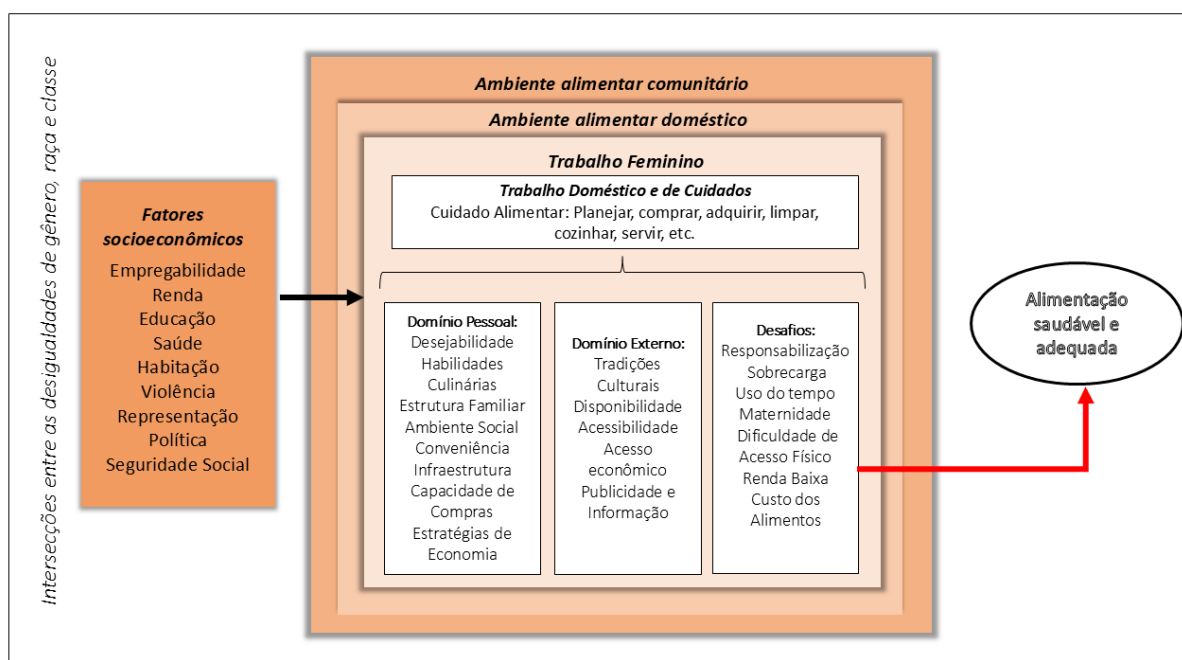 Intersecções entre as desigualdades de gênero, raça e classe
Fatores
socioeconômicos
Empregabilidade
Renda
Educação
Saúde
Habitação
Violência
Representação
Política
Seguridade Social
Ambiente alimentar comunitário
Ambiente alimentar doméstico
Trabalho Feminino
Trabalho Doméstico e de Cuidados
Cuidado Alimentar: Planejar, comprar, adquirir, limpar,
cozinhar, servir, etc.
Domínio Pessoal:
Desejabilidade
Habilidades
Culinárias
Estrutura Familiar
Ambiente Social
Conveniência
Infraestrutura
Capacidade de
Compras
Estratégias de
Economia
Domínio Externo:
Tradições
Culturais
Disponibilidade
Acessibilidade
Acesso
econômico
Publicidade e
Informação
Desafios:
Responsabilização
Sobrecarga
Uso do tempo
Maternidade
Dificuldade de
Acesso Físico
Renda Baixa
Custo dos
Alimentos
Alimentação
saudável e
adequada